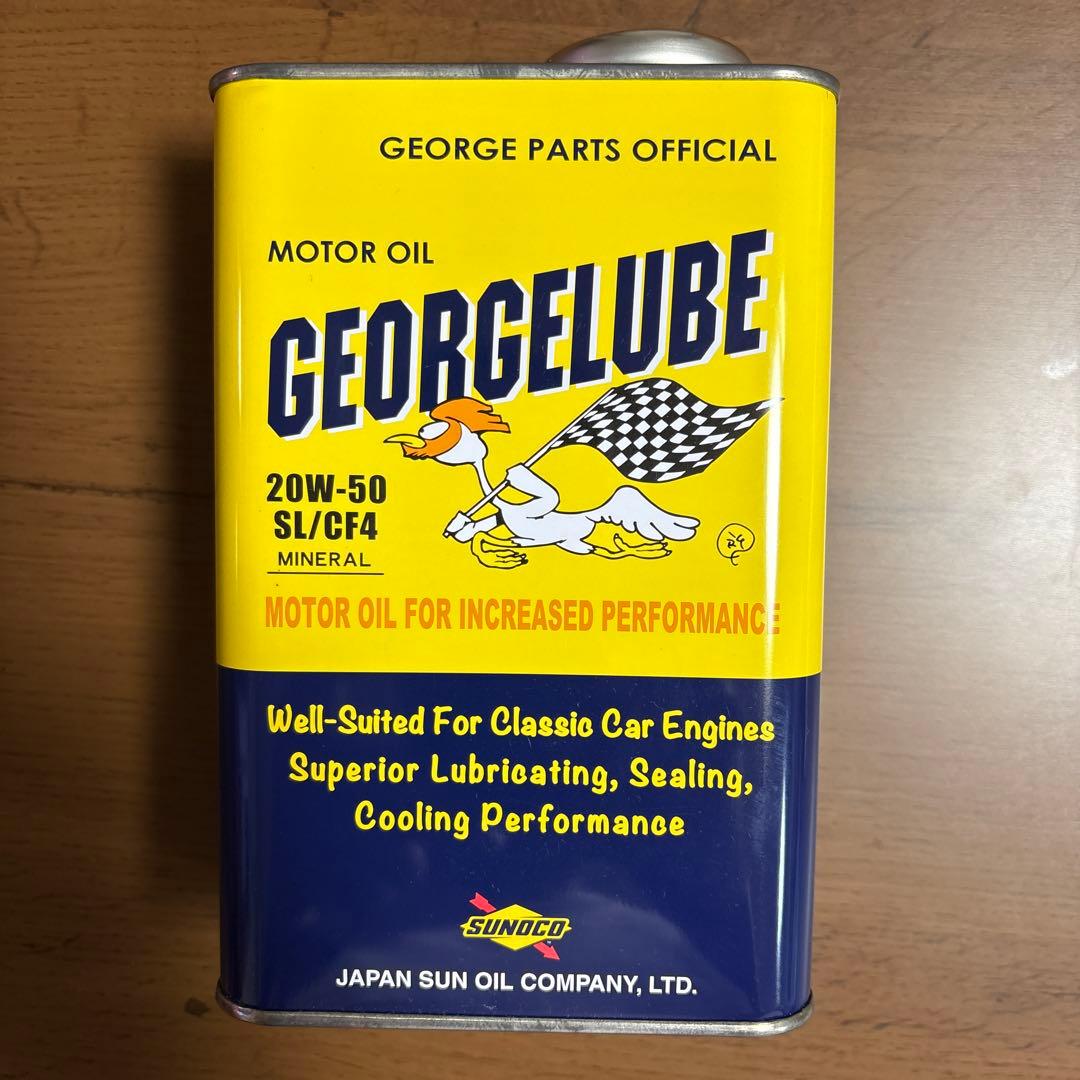 GEORGE PARTS OFFICIAL
MOTOR OIL
GEORGELUBE
20W-50
SL/CF4
MINERAL
MOTOR OIL FOR INCREASED PERFORMANCE
Well-Suited For Classic Car Engines
Superior Lubricating, Sealing,
Cooling Performance
SUNOCO
JAPAN SUN OIL COMPANY, LTD.